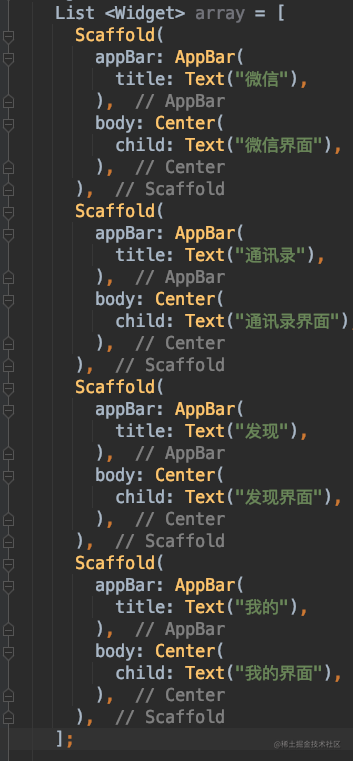 List <Widget> array = [
Scaffold(
appBar: AppBar(
title: Text("微信"),
), // AppBar
body: Center(
child: Text("微信界面"),
), // Center
), // Scaffold
Scaffold(
appBar: AppBar(
title: Text("通讯录"),
), // AppBar
body: Center(
child: Text("通讯录界面")
), // Center
), // Scaffold
Scaffold(
appBar: AppBar(
title: Text("发现"),
), // AppBar
body: Center(
child: Text("发现界面"),
), // Center
), // Scaffold
Scaffold(
appBar: AppBar(
title: Text("我的"),
), // AppBar
body: Center(
child: Text("我的界面"),
), // Center
), // Scaffold
];
@稀土掘金技术社区